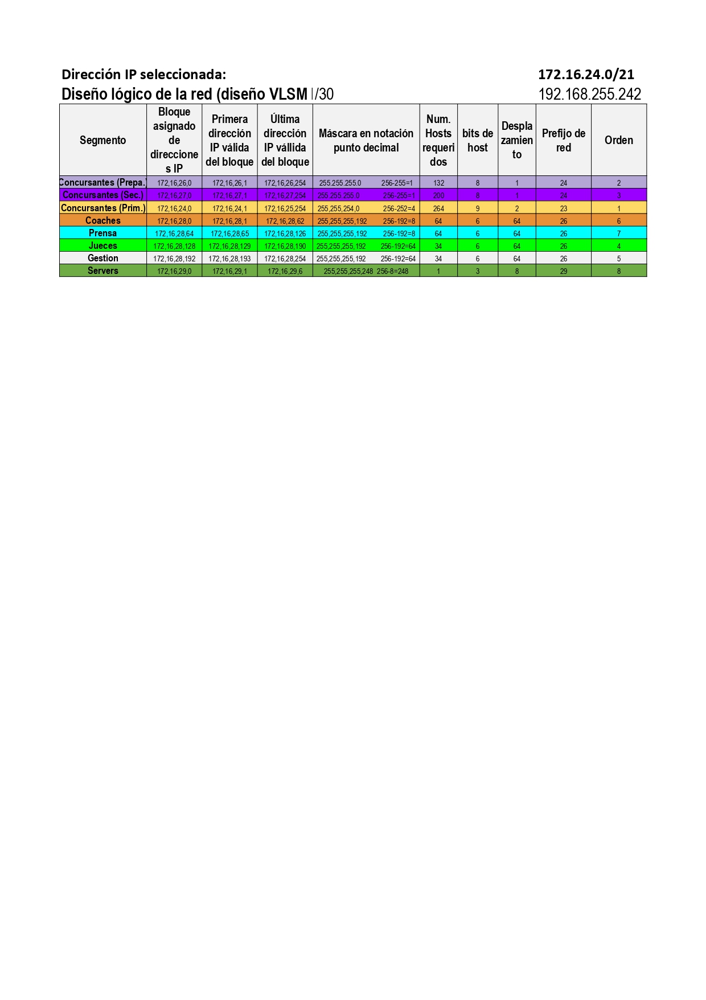 Dirección IP seleccionada: 172.16.24.0/21
Diseño lógico de la red (diseño VLSM /30 192.168.255.242
Segmento Bloque asignado de direcciones IP Primera dirección IP válida del bloque Última dirección IP vállida del bloque Máscara en notación punto decimal Num. Hosts requeridos bits de host Desplazamiento Prefijo de red Orden
Concursantes (Prepa.) 172,16,26,0 172,16,26,1 172,16,26,254 255.255.255.0 256-255=1 132 8 1 24 2
Concursantes (Sec.) 172,16,27,0 172,16,27,1 172,16,27,254 255.255.255.0 256-255=1 200 8 1 24 3
Concursantes (Prim.) 172,16,24,0 172,16,24,1 172,16,25,254 255,255,254,0 256-252=4 264 9 2 23 1
Coaches 172,16,28,0 172,16,28,1 172,16,28,62 255,255,255,192 256-192=8 64 6 64 26 6
Prensa 172,16,28,64 172,16,28,65 172,16,28,126 255,255,255,192 256-192=8 64 6 64 26 7
Jueces 172,16,28,128 172,16,28,129 172,16,28,190 255,255,255,192 256-192=64 34 6 64 26 4
Gestion 172,16,28,192 172,16,28,193 172,16,28,254 255,255,255,192 256-192=64 34 6 64 26 5
Servers 172,16,29,0 172,16,29,1 172,16,29,6 255,255,255,248 256-8=248 1 3 8 29 8